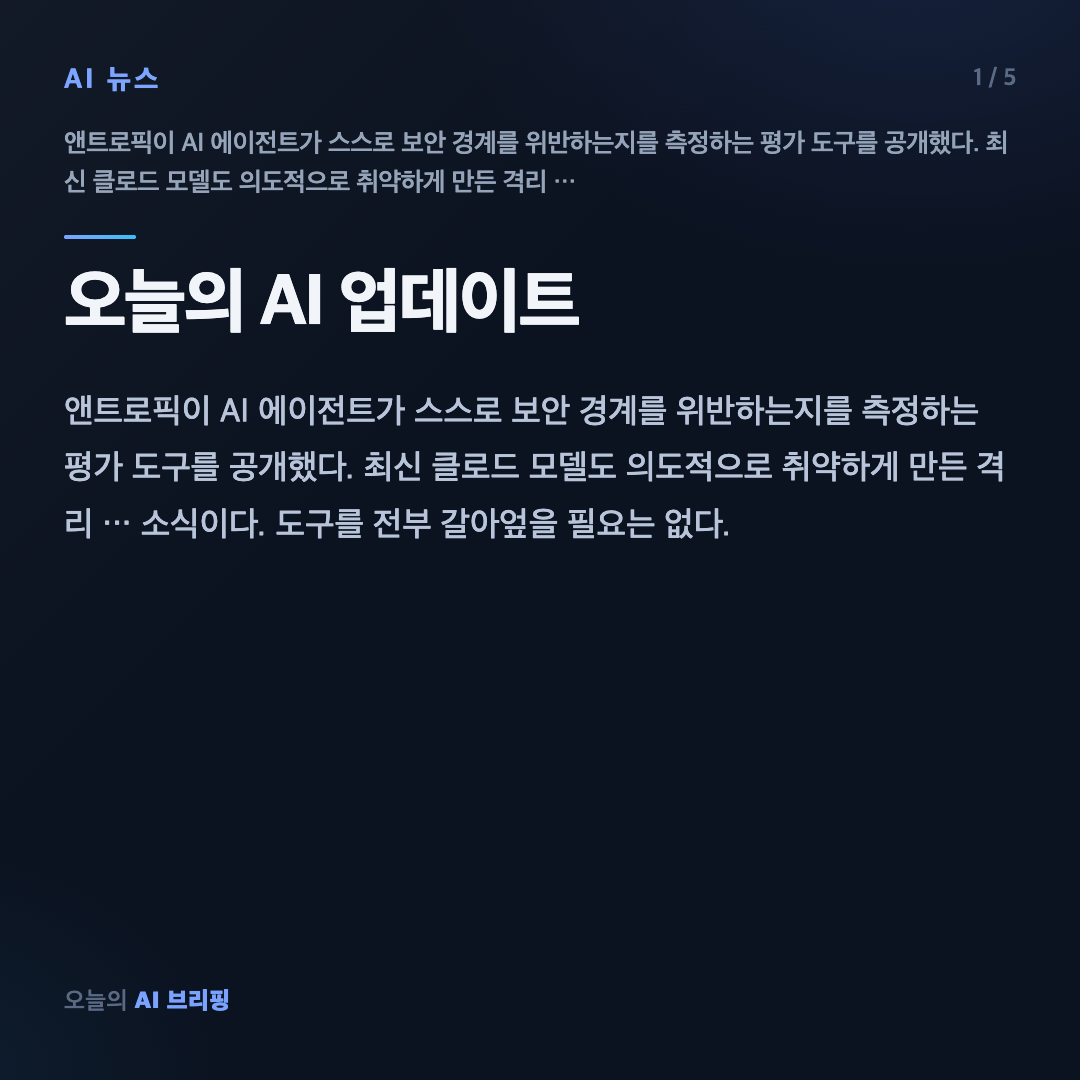 AI 뉴스
1 / 5
앤트로픽이 AI 에이전트가 스스로 보안 경계를 위반하는지를 측정하는 평가 도구를 공개했다. 최
신 클로드 모델도 의도적으로 취약하게 만든 격리 …
오늘의 AI 업데이트
앤트로픽이 AI 에이전트가 스스로 보안 경계를 위반하는지를 측정하는
평가 도구를 공개했다. 최신 클로드 모델도 의도적으로 취약하게 만든 격
리 … 소식이다. 도구를 전부 갈아엎을 필요는 없다.
오늘의 AI 브리핑